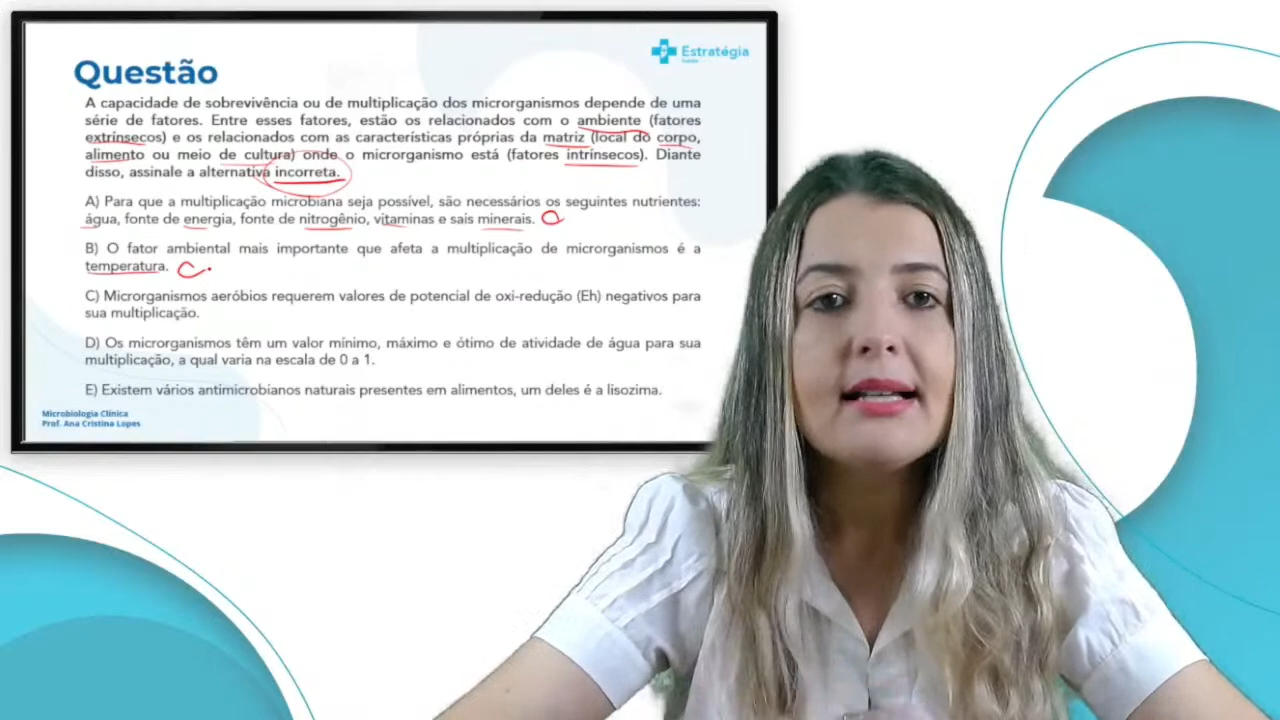 Estratégia
Questão
A capacidade de sobrevivência ou de multiplicação dos microrganismos depende de uma
série de fatores. Entre esses fatores, estão os relacionados com o ambiente (fatores
extrínsecos) e os relacionados com as características próprias da matriz (local do corpo,
alimento ou meio de cultura) onde o microrganismo está (fatores intrínsecos). Diante
disso, assinale a alternativa incorreta.
A) Para que a multiplicação microbiana seja possível, são necessários os seguintes nutrientes:
água, fonte de energia, fonte de nitrogênio, vitaminas e sais minerais.
B) O fator ambiental mais importante que afeta a multiplicação de microrganismos é a
temperatura.
C) Microrganismos aeróbios requerem valores de potencial de oxi-redução (Eh) negativos para
sua multiplicação.
D) Os microrganismos têm um valor mínimo, máximo e ótimo de atividade de água para sua
multiplicação, a qual varia na escala de 0 a 1.
E) Existem vários antimicrobianos naturais presentes em alimentos, um deles é a lisozima.
Microbiologia Clínica
Prof. Ana Cristina Lopes